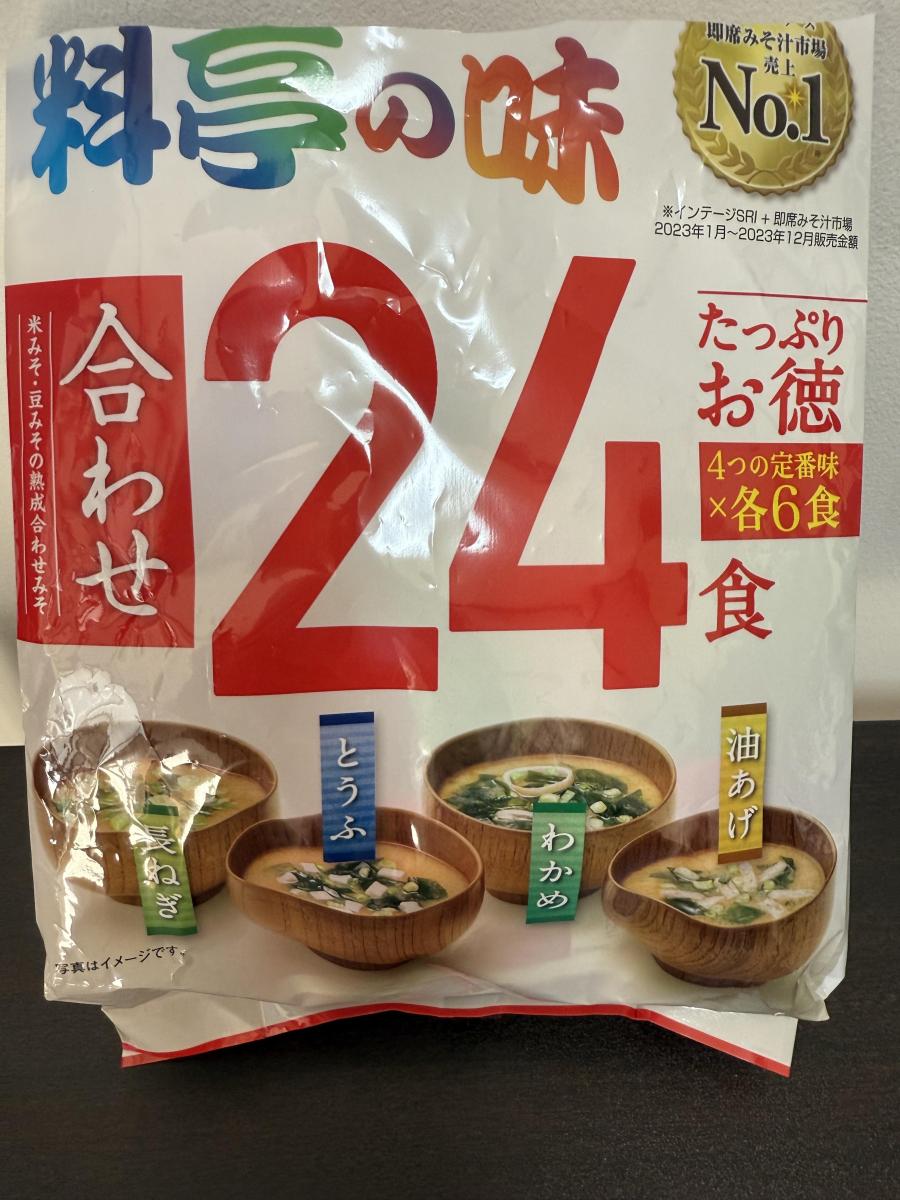 料亭の味
即席みそ汁市場
売上
No.1
※インテージSRI+即席みそ汁市場
2023年1月〜2023年12月販売金額
合わせ
米みそ・豆みその熟成合わせみそ
24
食
たっぷり
お徳
4つの定番味
×各6食
長ねぎ
とうふ
わかめ
油あげ
写真はイメージです。